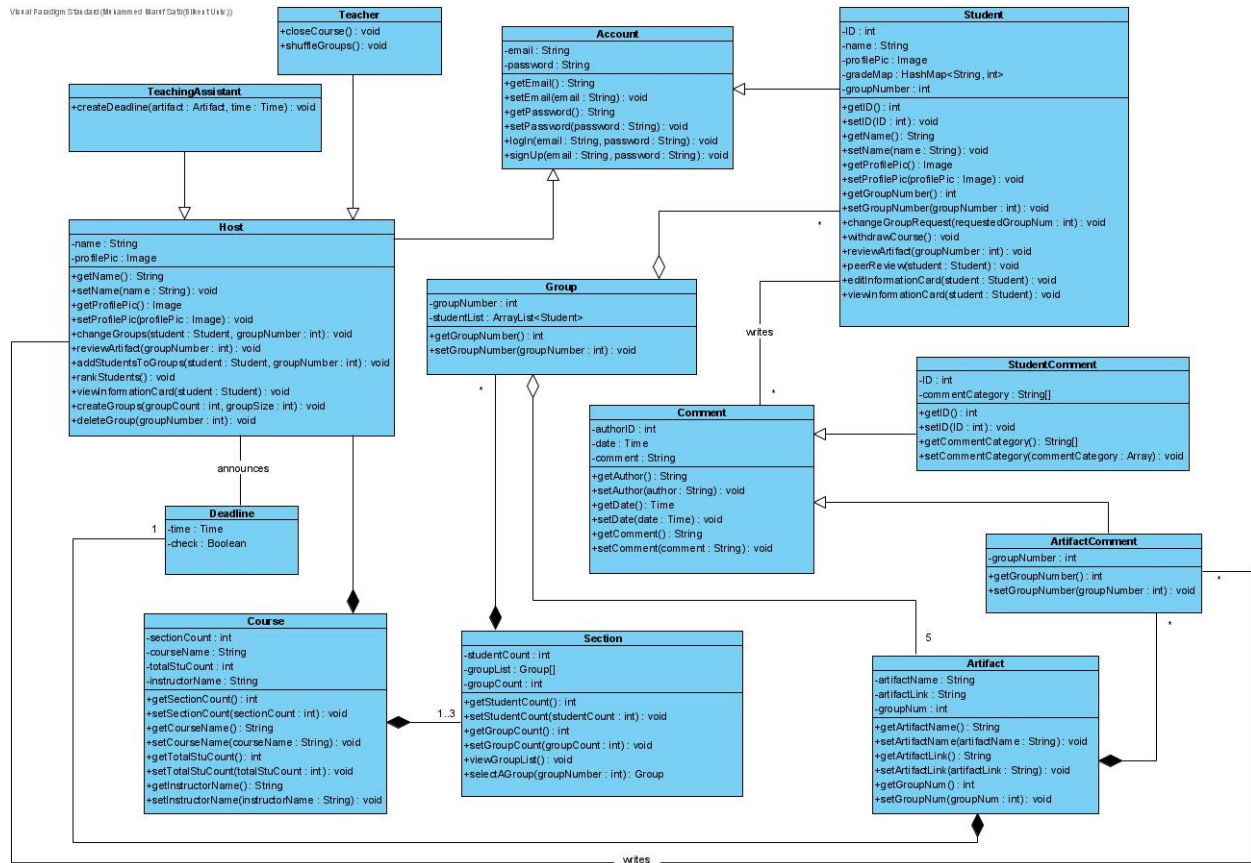 Visual Paradigm Standard(Muhammed Maruf Satır(Bilkent Univ.))
Teacher
+closeCourse() : void
+shuffleGroups() : void
TeachingAssistant
+createDeadline(artifact : Artifact, time : Time) : void
Account
-email : String
-password : String
+getEmail() : String
+setEmail(email : String) : void
+getPassword() : String
+setPassword(password : String) : void
+logIn(email : String, password : String) : void
+signUp(email : String, password : String) : void
Student
-ID : int
-name : String
-profilePic : Image
-gradeMap : HashMap<String, int>
-groupNumber : int
+getID() : int
+setID(ID : int) : void
+getName() : String
+setName(name : String) : void
+getProfilePic() : Image
+setProfilePic(profilePic : Image) : void
+getGroupNumber() : int
+setGroupNumber(groupNumber : int) : void
+changeGroupRequest(requestedGroupNum : int) : void
+withdrawCourse() : void
+reviewArtifact(groupNumber : int) : void
+peerReview(student : Student) : void
+editInformationCard(student : Student) : void
+viewInformationCard(student : Student) : void
Host
-name : String
-profilePic : Image
+getName() : String
+setName(name : String) : void
+getProfilePic() : Image
+setProfilePic(profilePic : Image) : void
+changeGroups(student : Student, groupNumber : int) : void
+reviewArtifact(groupNumber : int) : void
+addStudentsToGroups(student : Student, groupNumber : int) : void
+rankStudents() : void
+viewInformationCard(student : Student) : void
+createGroups(groupCount : int, groupSize : int) : void
+deleteGroup(groupNumber : int) : void
*
Group
-groupNumber : int
-studentList : ArrayList<Student>
+getGroupNumber() : int
+setGroupNumber(groupNumber : int) : void
*
writes
*
StudentComment
-ID : int
-commentCategory : String[]
+getID() : int
+setID(ID : int) : void
+getCommentCategory() : String[]
+setCommentCategory(commentCategory : Array) : void
Comment
-authorID : int
-date : Time
-comment : String
+getAuthor() : String
+setAuthor(author : String) : void
+getDate() : Time
+setDate(date : Time) : void
+getComment() : String
+setComment(comment : String) : void
announces
Deadline
-time : Time
-check : Boolean
1
ArtifactComment
-groupNumber : int
+getGroupNumber() : int
+setGroupNumber(groupNumber : int) : void
*
*
Course
-sectionCount : int
-courseName : String
-totalStuCount : int
-instructorName : String
+getSectionCount() : int
+setSectionCount(sectionCount : int) : void
+getCourseName() : String
+setCourseName(courseName : String) : void
+getTotalStuCount() : int
+setTotalStuCount(totalStuCount : int) : void
+getInstructorName() : String
+setInstructorName(instructorName : String) : void
1..3
Section
-studentCount : int
-groupList : Group[]
-groupCount : int
+getStudentCount() : int
+setStudentCount(studentCount : int) : void
+getGroupCount() : int
+setGroupCount(groupCount : int) : void
+viewGroupList() : void
+selectAGroup(groupNumber : int) : Group
5
Artifact
-artifactName : String
-artifactLink : String
-groupNum : int
+getArtifactName() : String
+setArtifactName(artifactName : String) : void
+getArtifactLink() : String
+setArtifactLink(artifactLink : String) : void
+getGroupNum() : int
+setGroupNum(groupNum : int) : void
writes